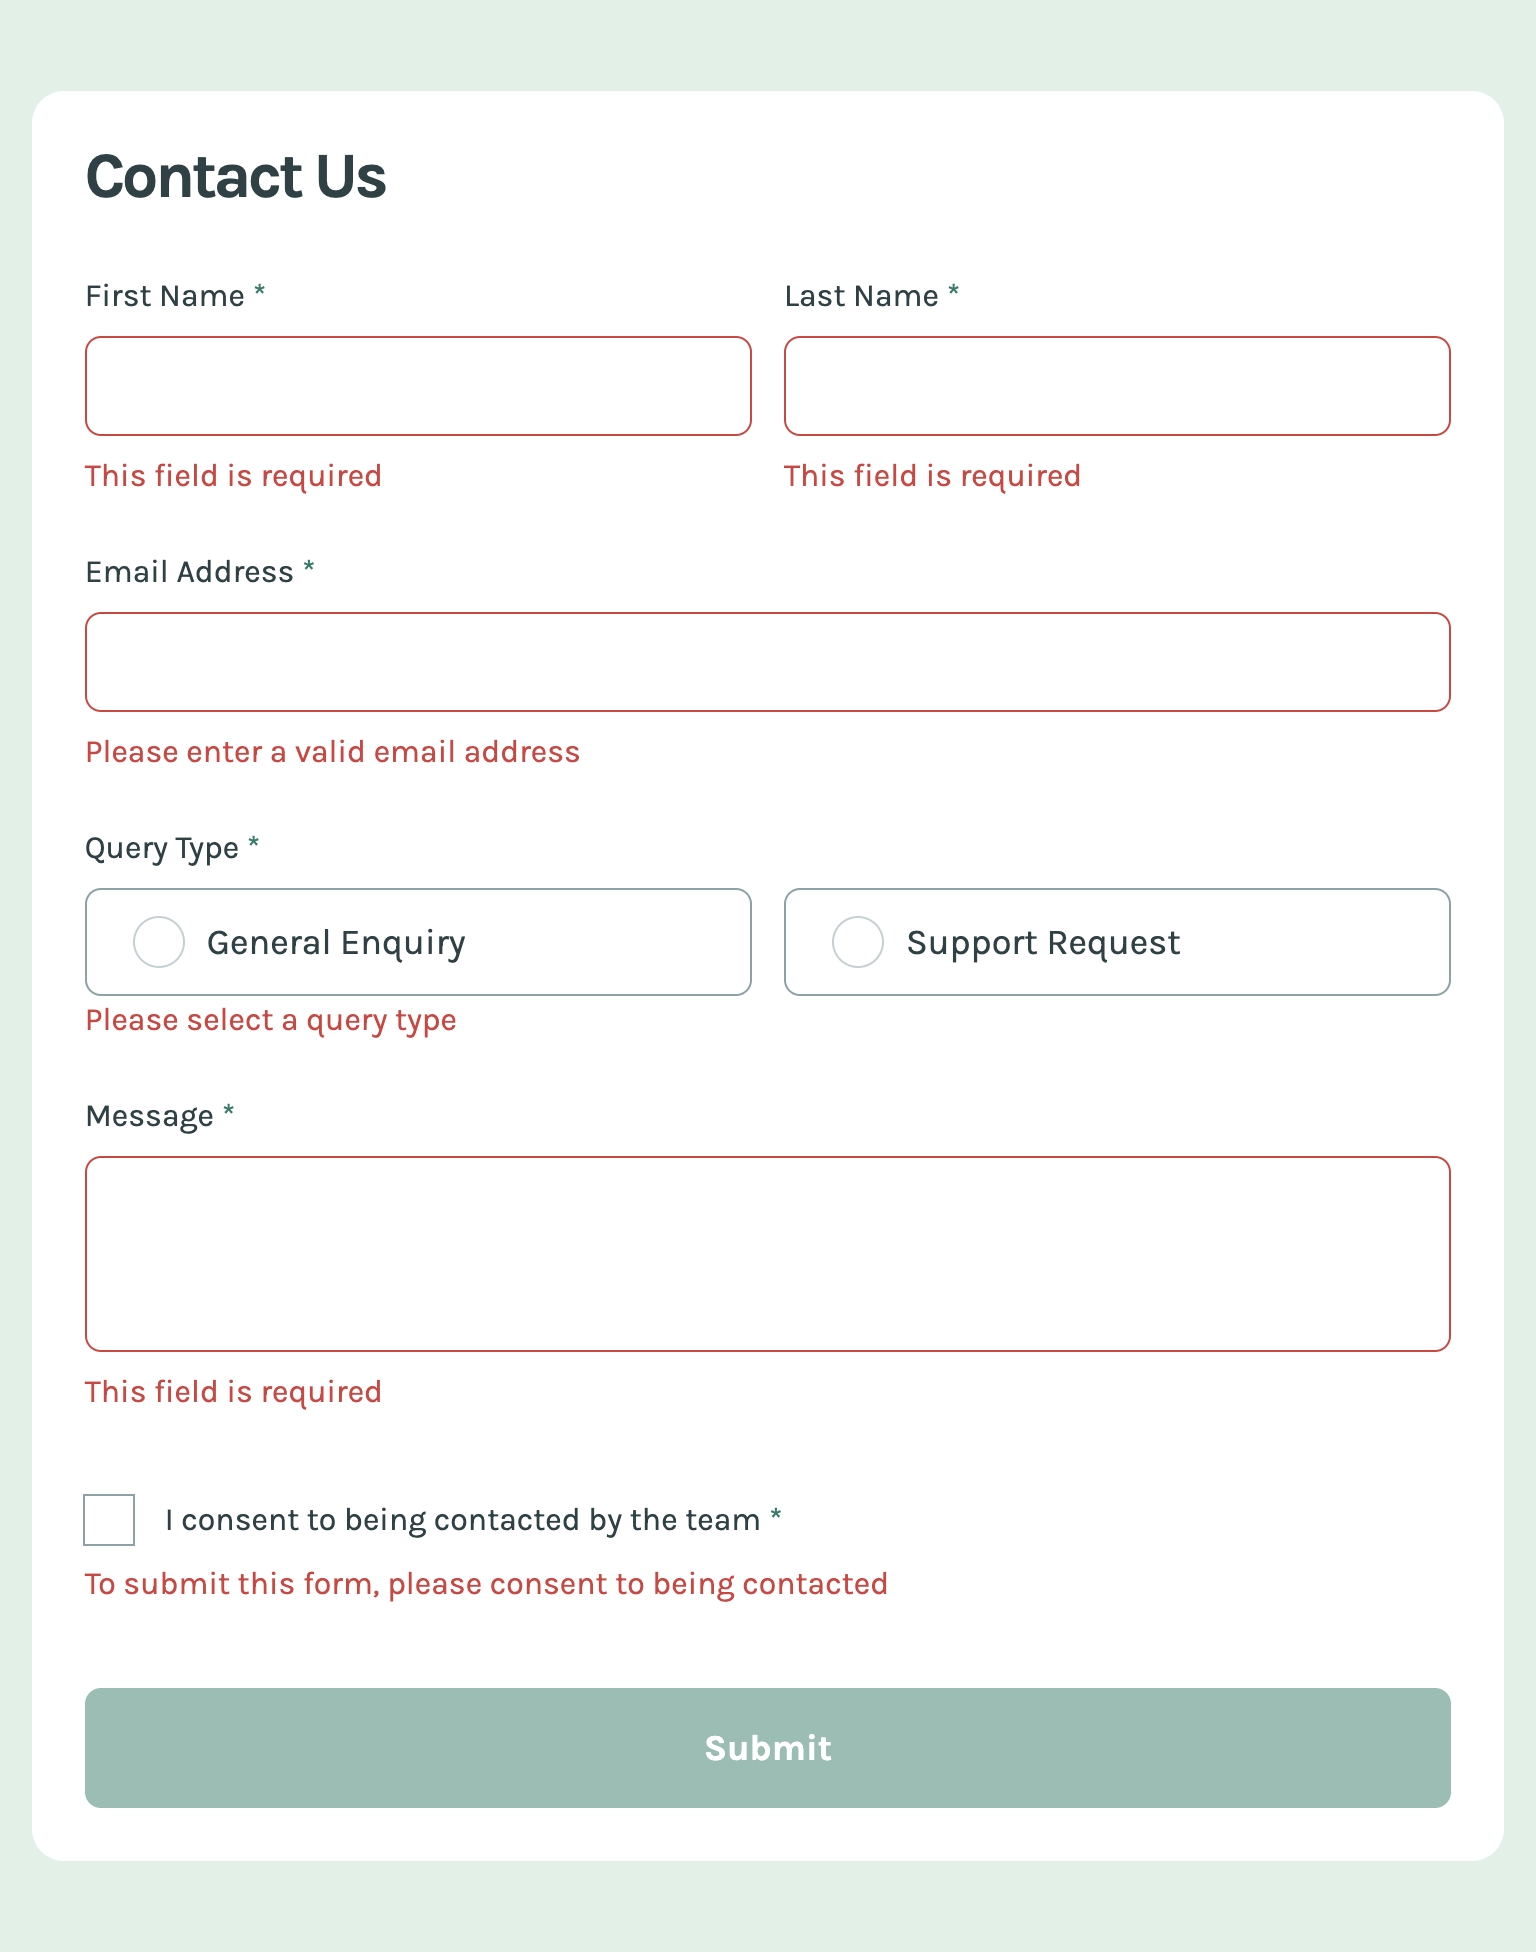 Contact Us
First Name *
Last Name *
This field is required
This field is required
Email Address *
Please enter a valid email address
Query Type *
General Enquiry
Support Request
Please select a query type
Message *
This field is required
I consent to being contacted by the team *
To submit this form, please consent to being contacted
Submit